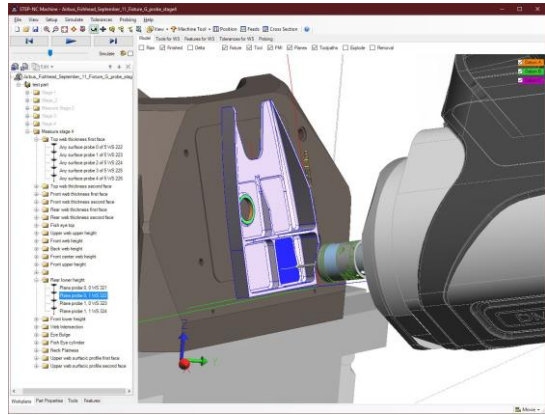 STEP-NC Machine - Airbus_Fishhead_September_11_Fixture_G_probe_stage4
File View Setup Simulate Tolerances Probing Help
View Machine Tool Position Feeds Cross Section
Model Tools for WS Features for WS Tolerances for WS Probing
Raw Finished Delta Fixture Tool PMI Planes Toolpaths Explode Removal
Simulate
Edit
Airbus_Fishhead_September_11_Fixture_G_probe_stage4
test part
Stage 1
Stage 2
Measure Stage 2
Stage 3
Stage 4
Measure stage 4
Top web thickness first face
Any surface probe 0 of 5 WS 222
Any surface probe 1 of 5 WS 223
Any surface probe 2 of 5 WS 224
Any surface probe 3 of 5 WS 225
Any surface probe 4 of 5 WS 226
Top web thickness second face
Front web thickness first face
Front web thickness second face
Rear web thickness first face
Rear web thickness second face
Fish eye top
Upper web upper height
Front web height
Back web height
Front center web height
Front upper height
Rear lower height
Plane probe 0, 0 WS 321
Plane probe 0, 1 WS 322
Plane probe 1, 0 WS 323
Plane probe 1, 1 WS 324
Front lower height
Web intersection
Eye Bulge
Fish Eye cylinder
Back Flatness
Upper web surfacic profile first face
Upper web surfacic profile second face
Workplans Part Properties Tools Features
Datum A
Datum B
Z
Y
Move